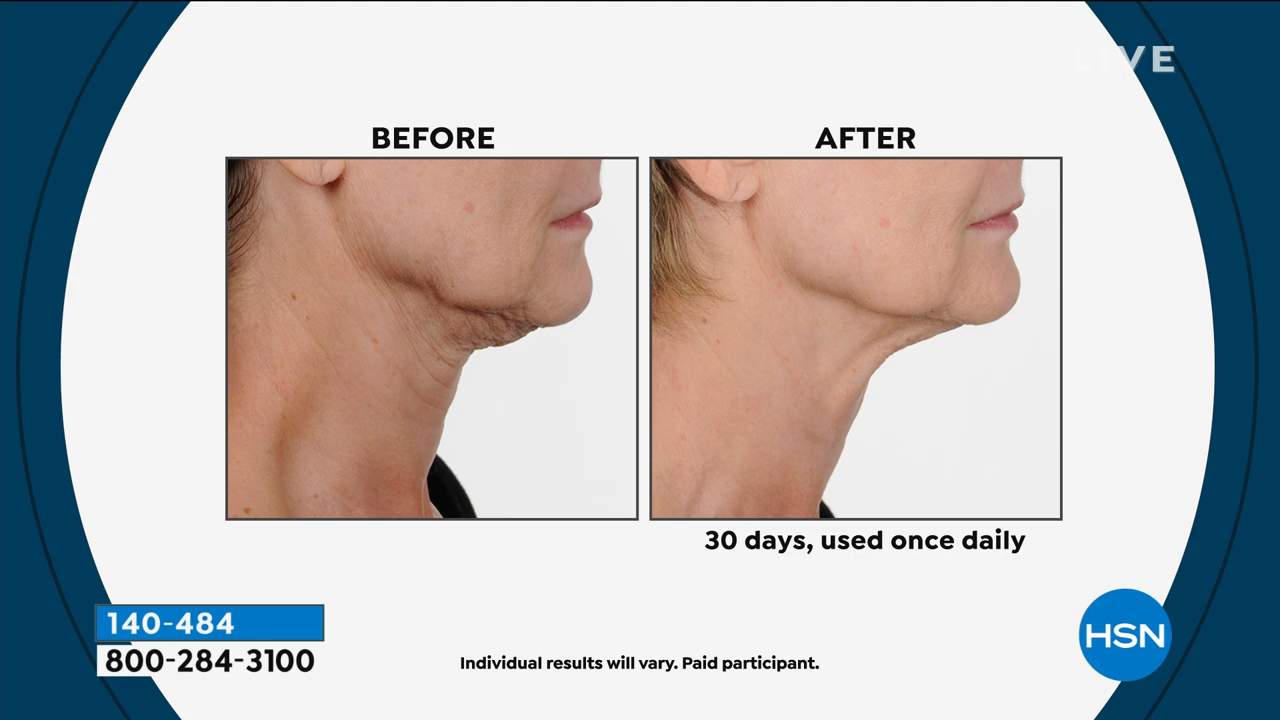 LIVE
BEFORE
AFTER
30 days, used once daily
140-484
800-284-3100
Individual results will vary. Paid participant.
HSN